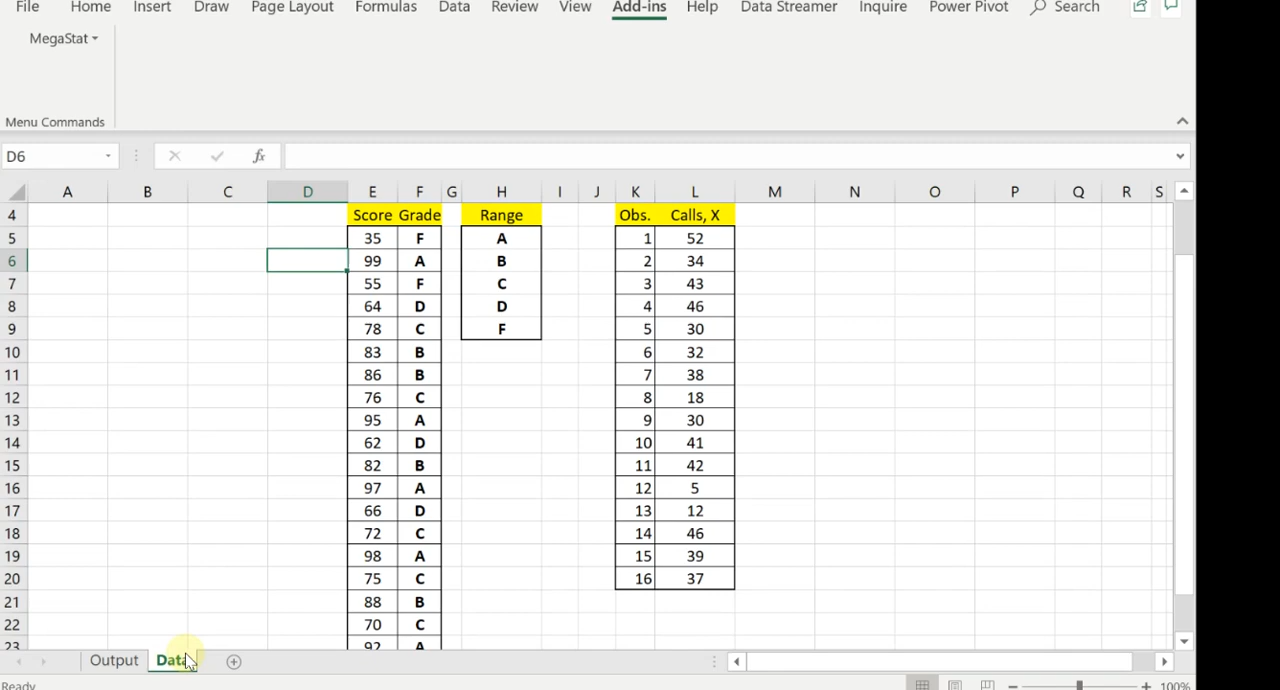 File Home Insert Draw Page Layout Formulas Data Review View Add-ins Help Data Streamer Inquire Power Pivot Search
MegaStat
Menu Commands
D6 fx
A B C D E F G H I J K L M N O P Q R S
4 Score Grade Range Obs. Calls, X
5 35 F A 1 52
6 99 A B 2 34
7 55 F C 3 43
8 64 D D 4 46
9 78 C F 5 30
10 83 B 6 32
11 86 B 7 38
12 76 C 8 18
13 95 A 9 30
14 62 D 10 41
15 82 B 11 42
16 97 A 12 5
17 66 D 13 12
18 72 C 14 46
19 98 A 15 39
20 75 C 16 37
21 88 B
22 70 C
23 92 A
Output Data
Ready 100%